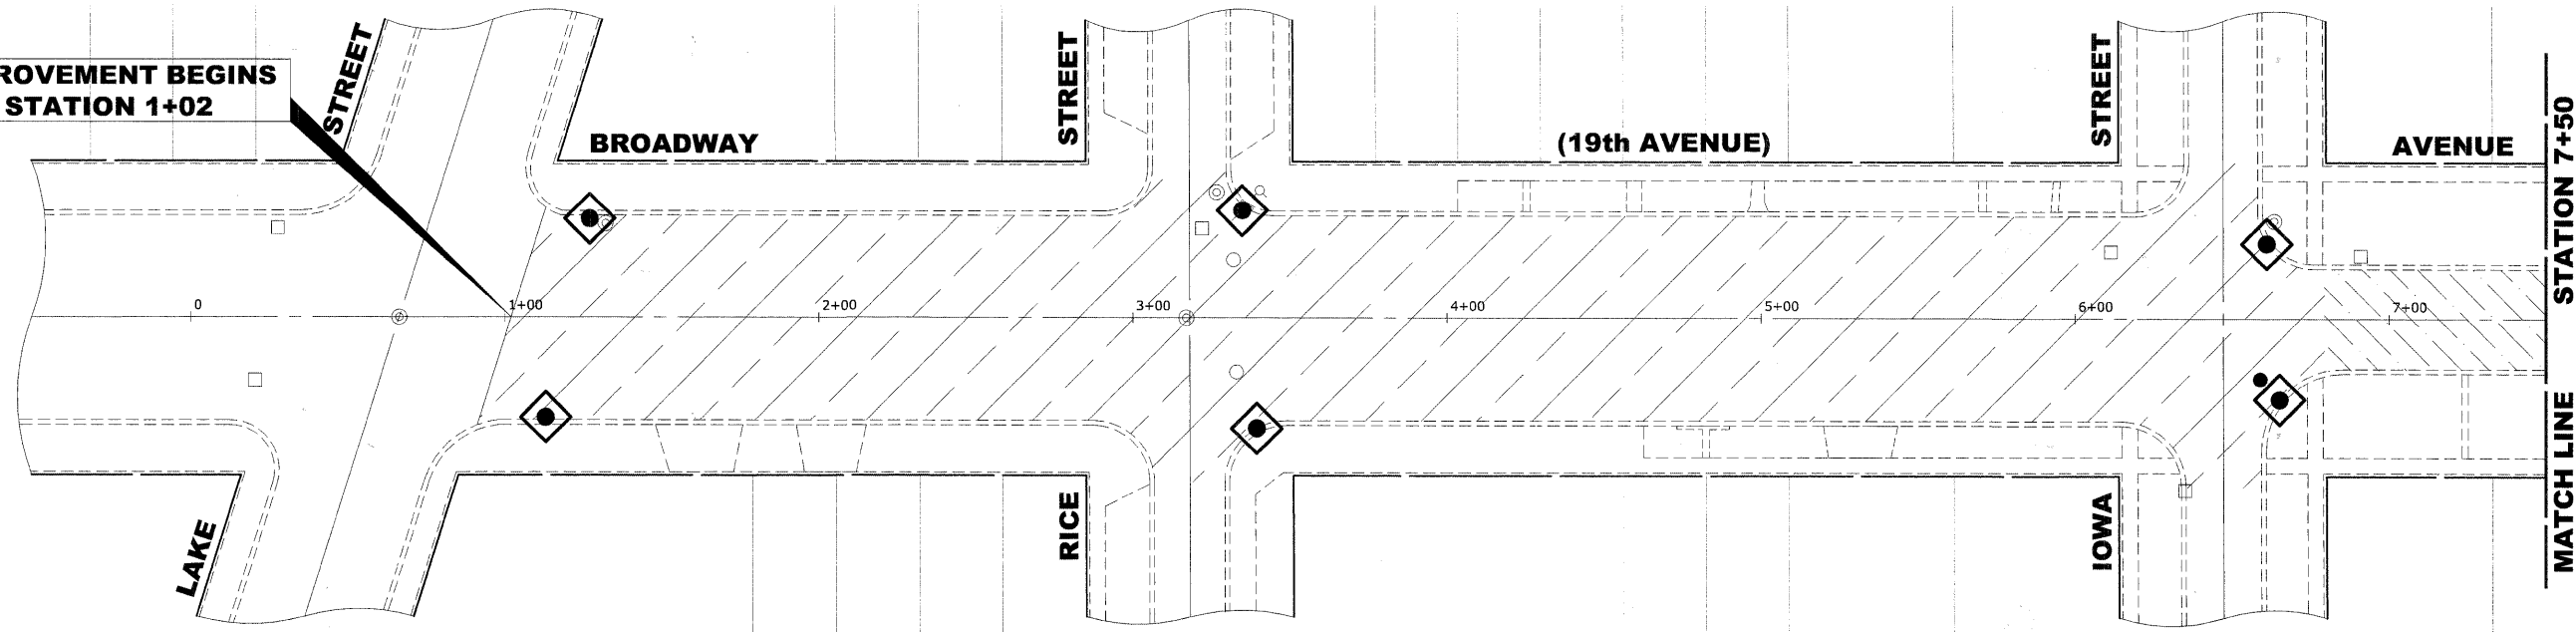 ROVEMENT BEGINS
STATION 1+02
STREET
BROADWAY
STREET
(19th AVENUE)
STREET
AVENUE
STATION 7+50
0
1+00
2+00
3+00
4+00
5+00
6+00
7+00
LAKE
RICE
IOWA
MATCH LINE